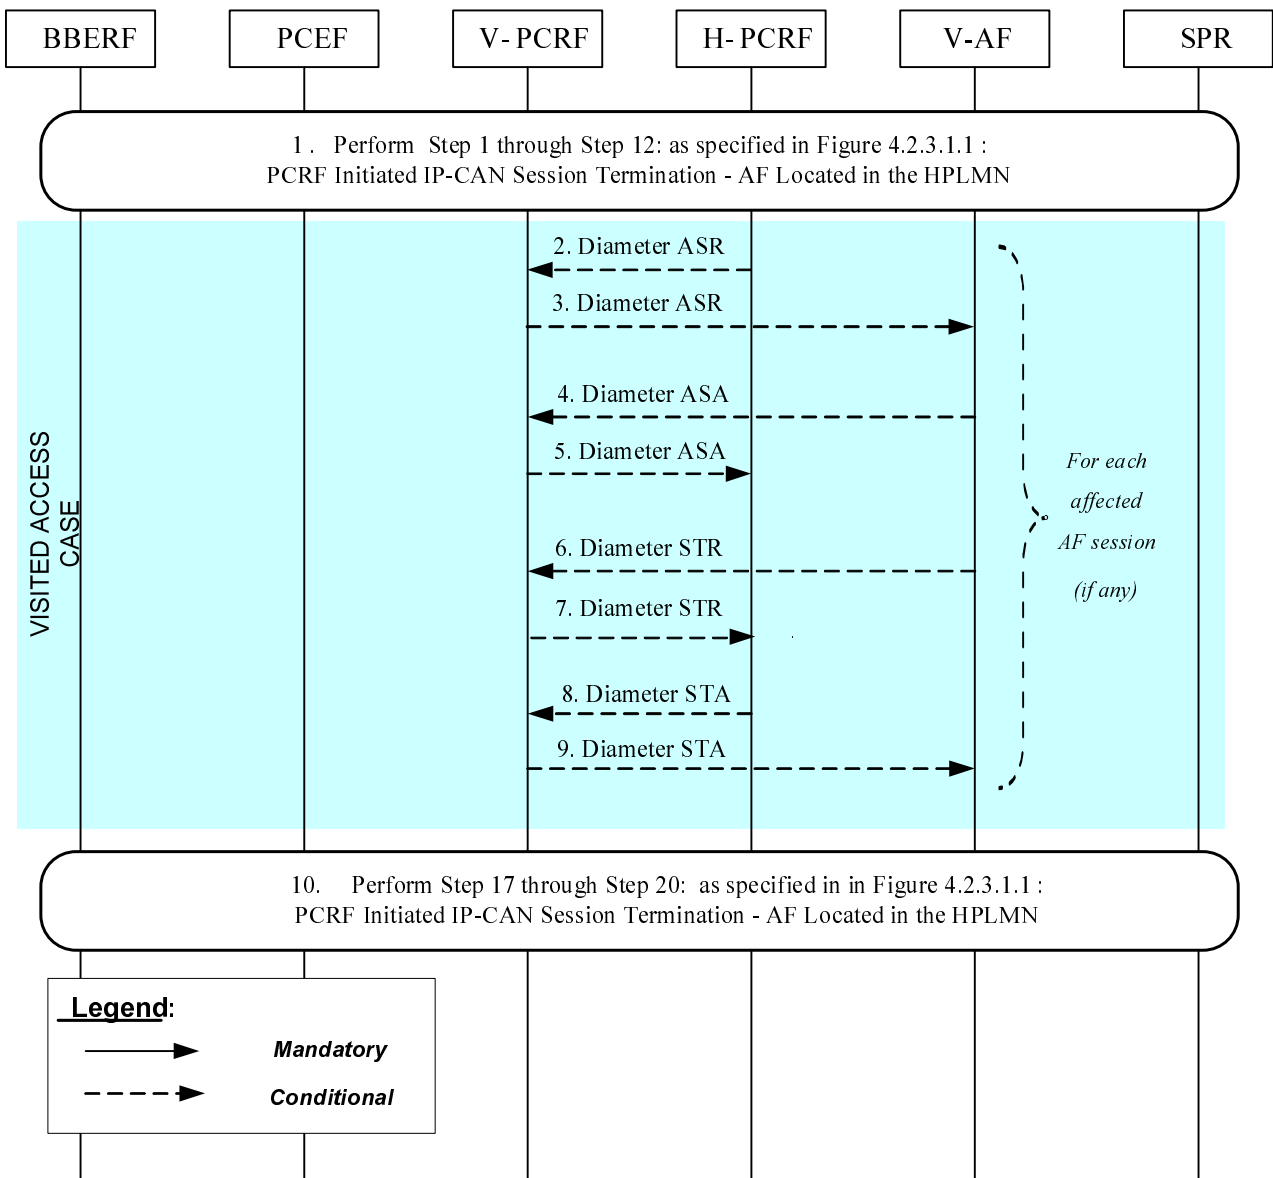 BBERF
PCEF
V- PCRF
H- PCRF
V-AF
SPR
1 . Perform Step 1 through Step 12: as specified in Figure 4.2.3.1.1 :
PCRF Initiated IP-CAN Session Termination - AF Located in the HPLMN
2. Diameter ASR
3. Diameter ASR
4. Diameter ASA
5. Diameter ASA
6. Diameter STR
7. Diameter STR
8. Diameter STA
9. Diameter STA
VISITED ACCESS
CASE
For each
affected
AF session
(if any)
10. Perform Step 17 through Step 20: as specified in in Figure 4.2.3.1.1 :
PCRF Initiated IP-CAN Session Termination - AF Located in the HPLMN
Legend:
Mandatory
Conditional